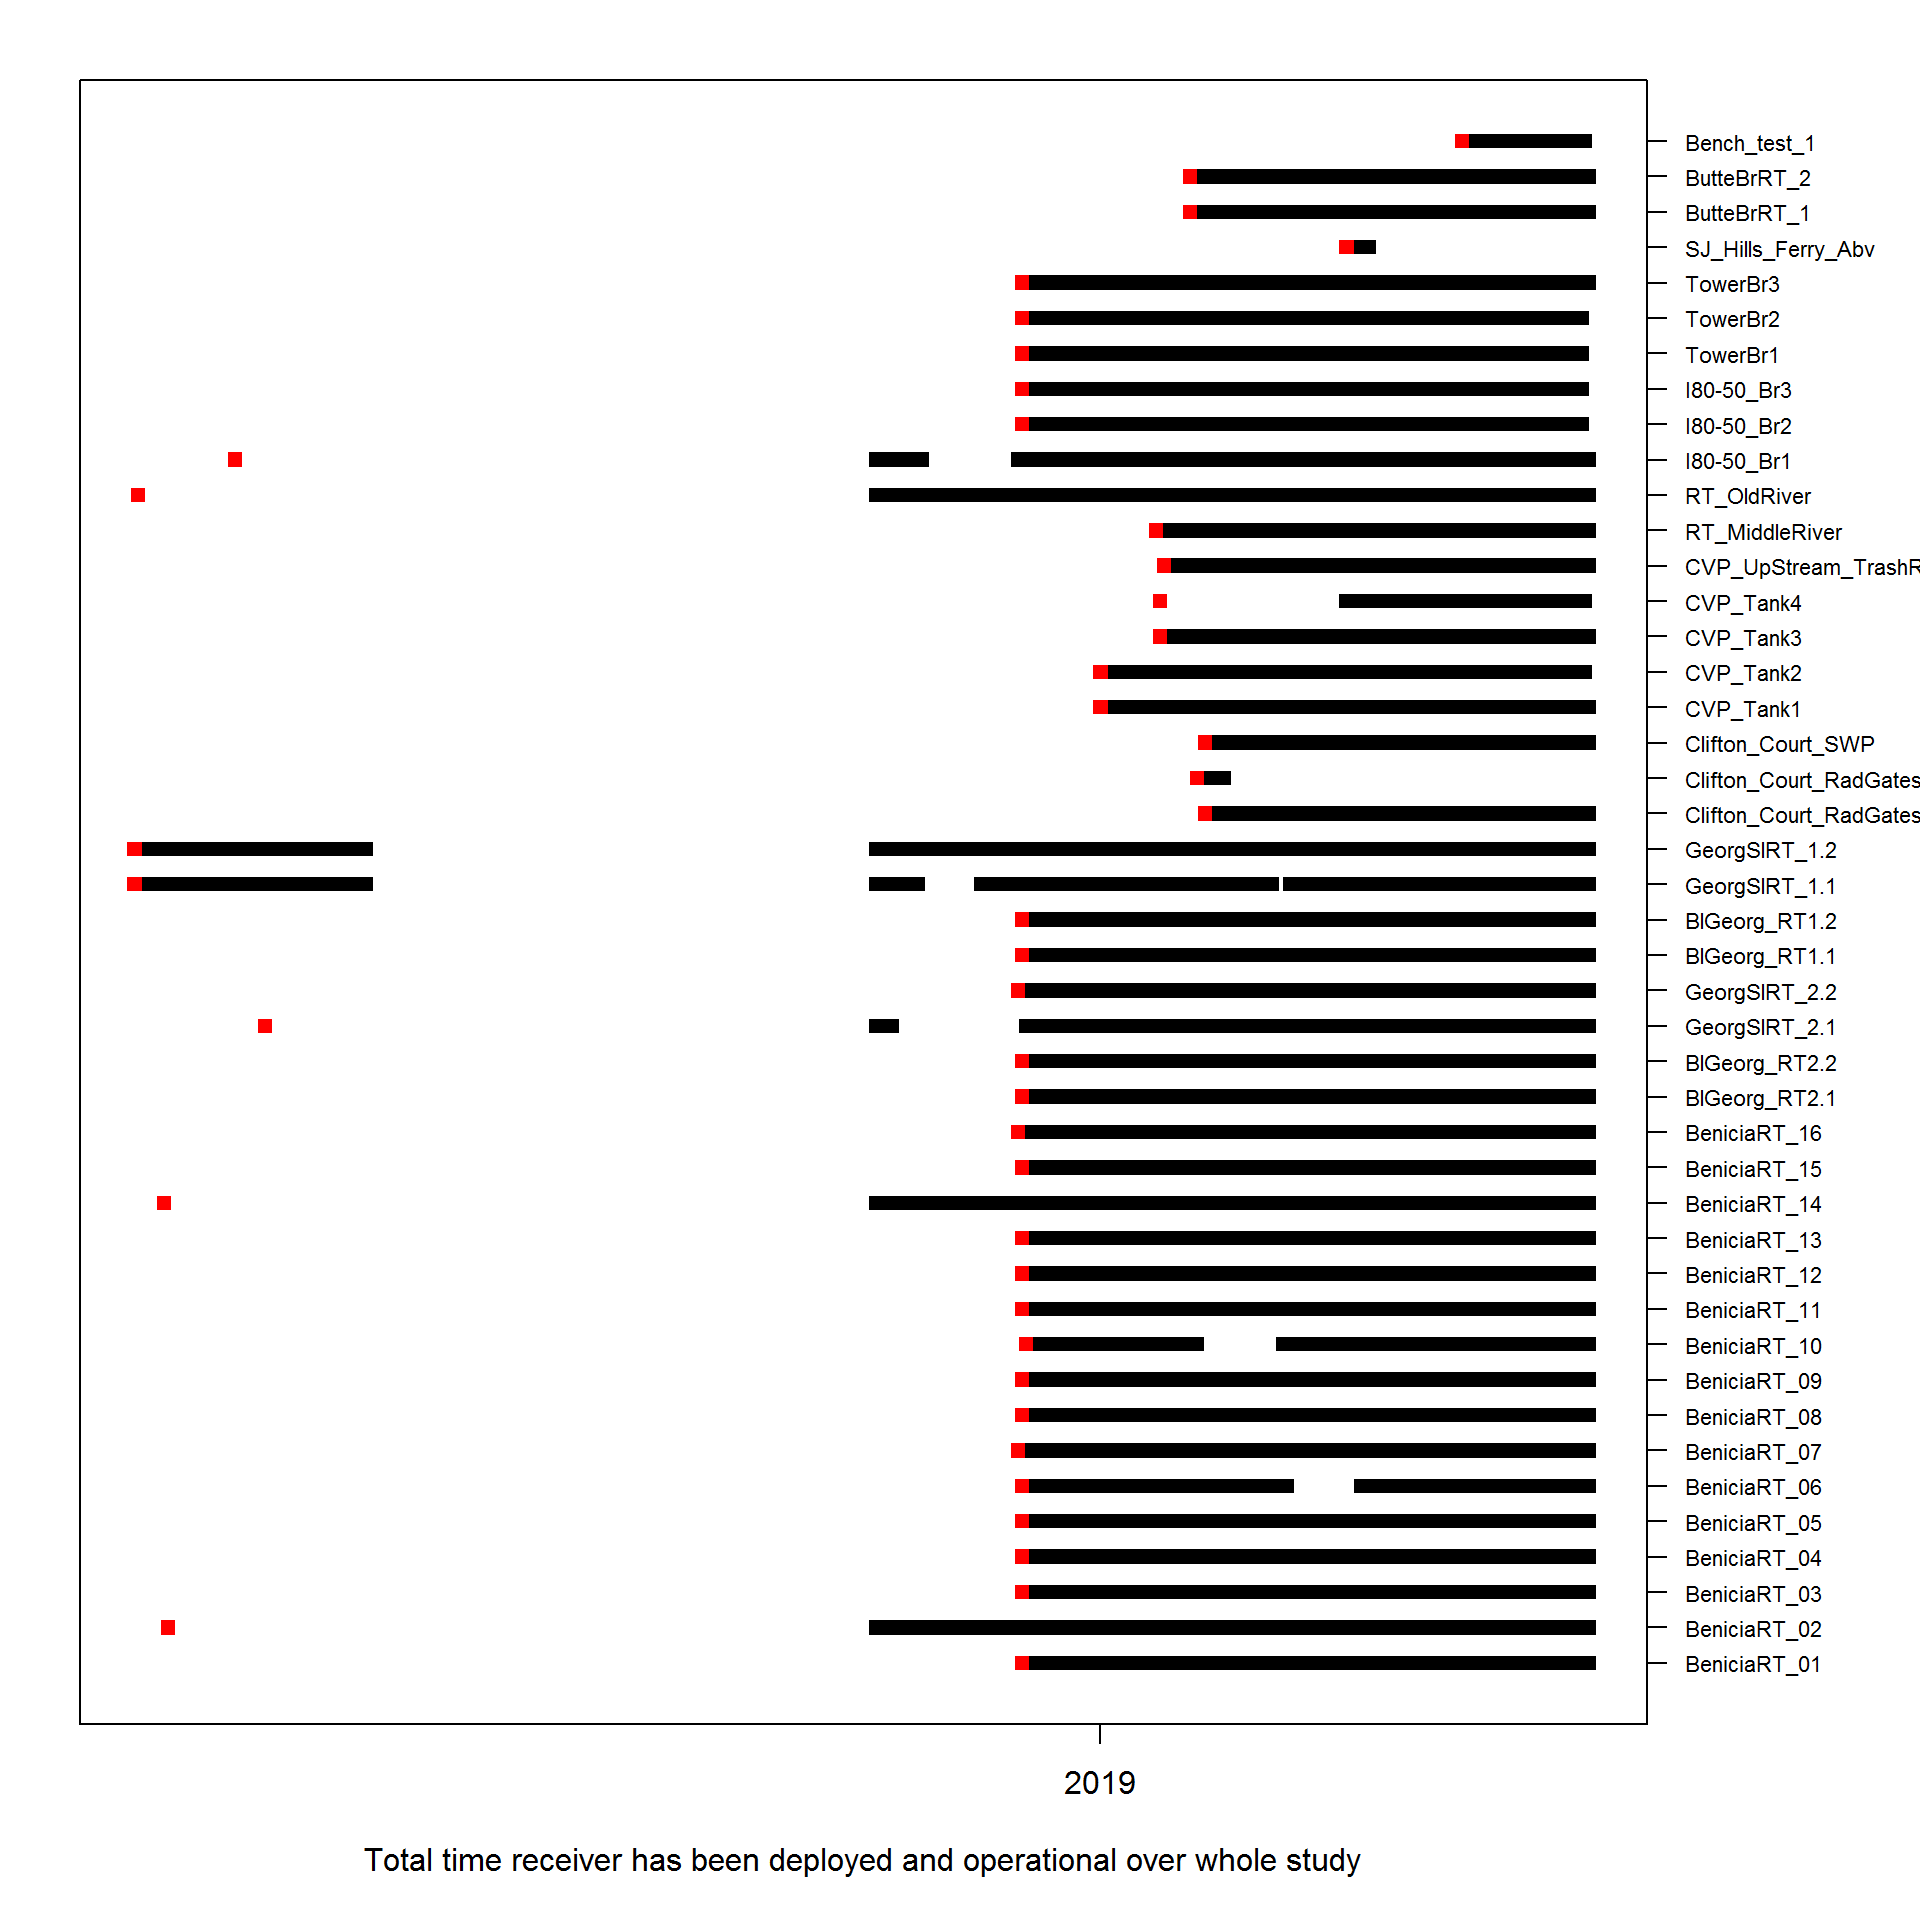 Bench_test_1
ButteBrRT_2
ButteBrRT_1
SJ_Hills_Ferry_Abv
TowerBr3
TowerBr2
TowerBr1
I80-50_Br3
I80-50_Br2
I80-50_Br1
RT_OldRiver
RT_MiddleRiver
CVP_UpStream_TrashR
CVP_Tank4
CVP_Tank3
CVP_Tank2
CVP_Tank1
Clifton_Court_SWP
Clifton_Court_RadGates
Clifton_Court_RadGates
GeorgSlRT_1.2
GeorgSlRT_1.1
BlGeorg_RT1.2
BlGeorg_RT1.1
GeorgSlRT_2.2
GeorgSlRT_2.1
BlGeorg_RT2.2
BlGeorg_RT2.1
BeniciaRT_16
BeniciaRT_15
BeniciaRT_14
BeniciaRT_13
BeniciaRT_12
BeniciaRT_11
BeniciaRT_10
BeniciaRT_09
BeniciaRT_08
BeniciaRT_07
BeniciaRT_06
BeniciaRT_05
BeniciaRT_04
BeniciaRT_03
BeniciaRT_02
BeniciaRT_01
2019
Total time receiver has been deployed and operational over whole study